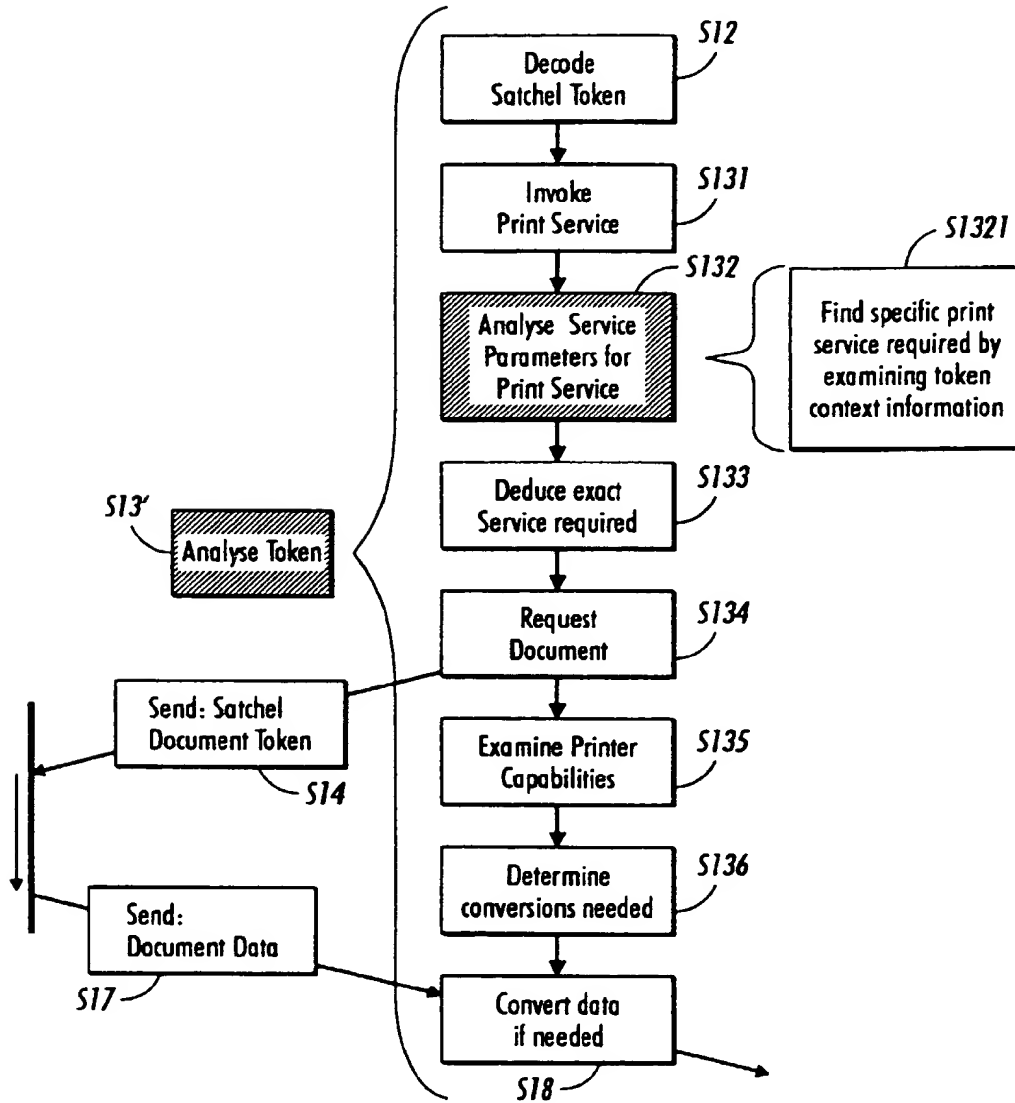 S12
Decode
Satchel Token
S131
Invoke
Print Service
S132
Analyse Service
Parameters for
Print Service
S1321
Find specific print
service required by
examining token
context information
S133
Deduce exact
Service required
S13'
Analyse Token
S134
Request
Document
Send: Satchel
Document Token
S14
S135
Examine Printer
Capabilities
S136
Determine
conversions needed
Send:
Document Data
S17
Convert data
if needed
S18